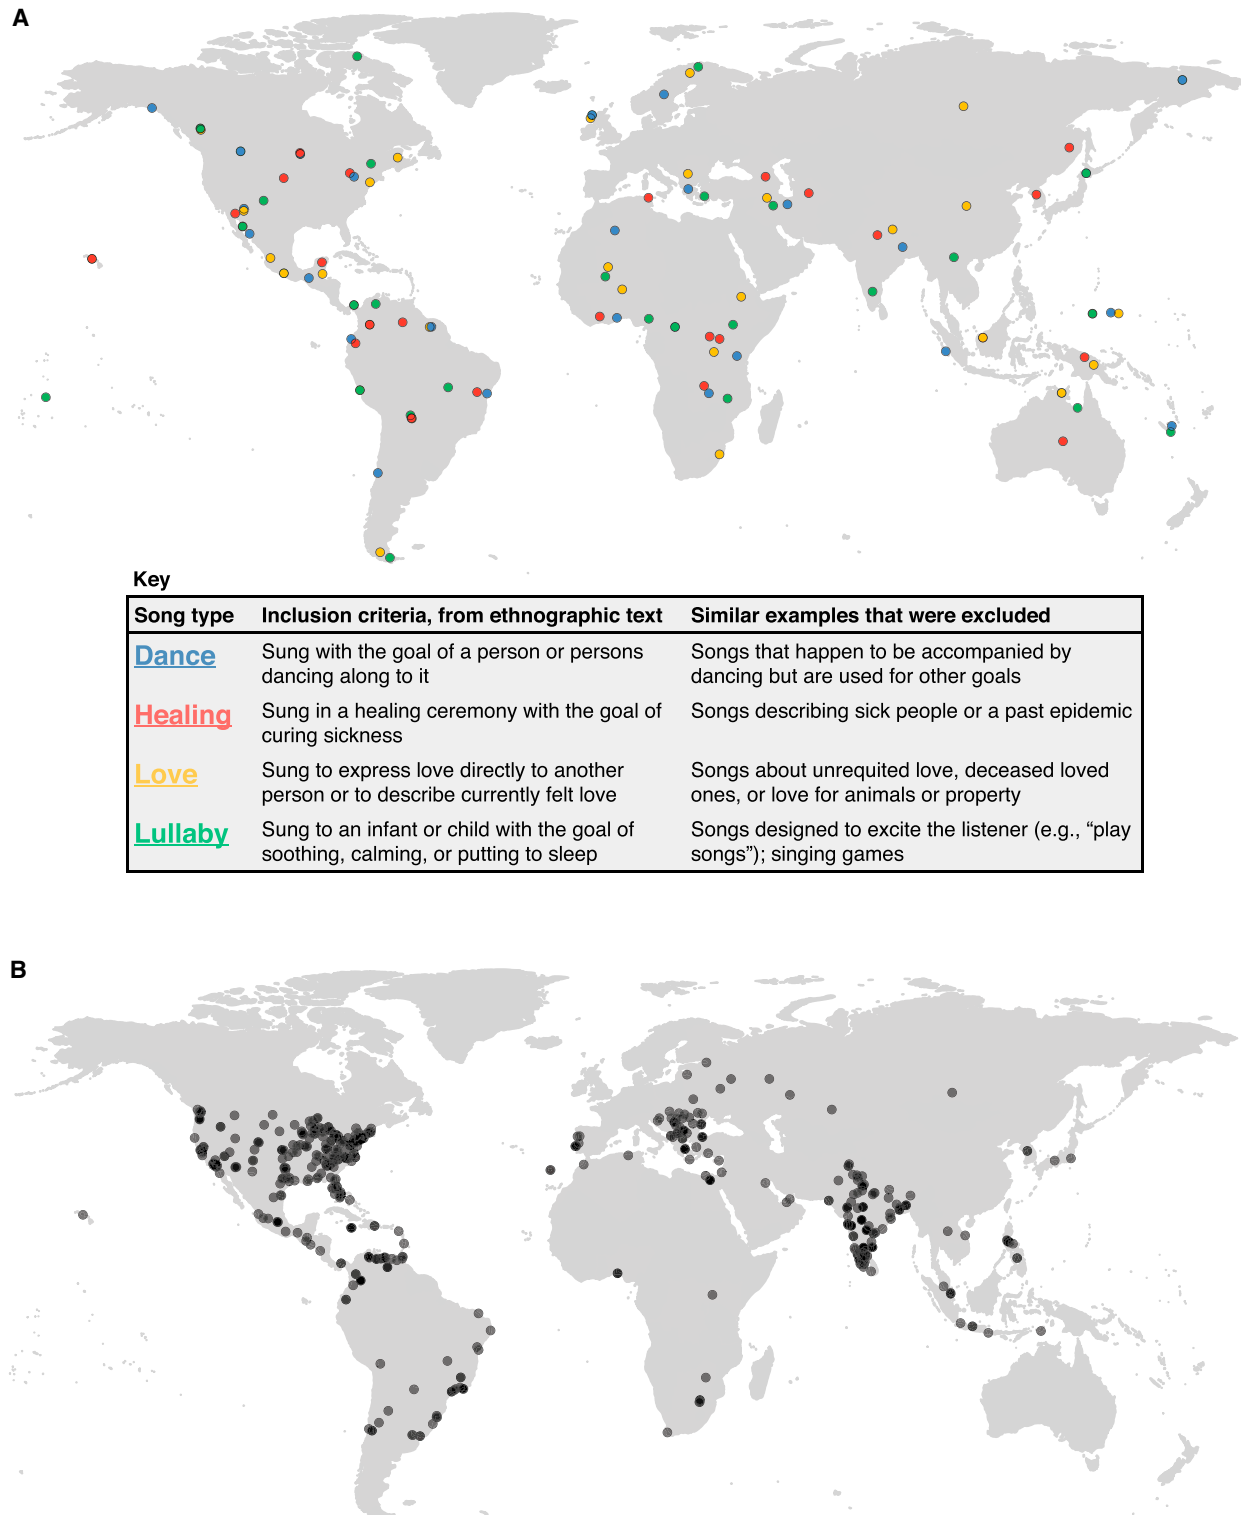 A
Key
Song type Inclusion criteria, from ethnographic text Similar examples that were excluded
Dance Sung with the goal of a person or persons Songs that happen to be accompanied by
dancing along to it dancing but are used for other goals
Healing Sung in a healing ceremony with the goal of Songs describing sick people or a past epidemic
curing sickness
Love Sung to express love directly to another Songs about unrequited love, deceased loved
person or to describe currently felt love ones, or love for animals or property
Lullaby Sung to an infant or child with the goal of Songs designed to excite the listener (e.g., “play
soothing, calming, or putting to sleep songs”); singing games
B